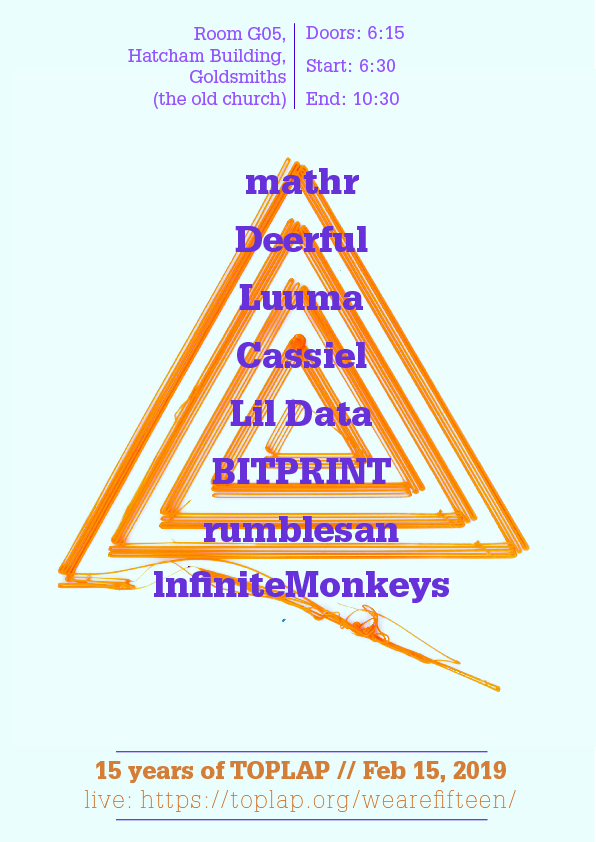 Room G05,
Hatcham Building,
Goldsmiths
(the old church)
Doors: 6:15
Start: 6:30
End: 10:30
mathr
Deerful
Luuma
Cassiel
Lil Data
BITPRINT
rumblesan
InfiniteMonkeys
15 years of TOPLAP // Feb 15, 2019
live: https://toplap.org/wearefifteen/